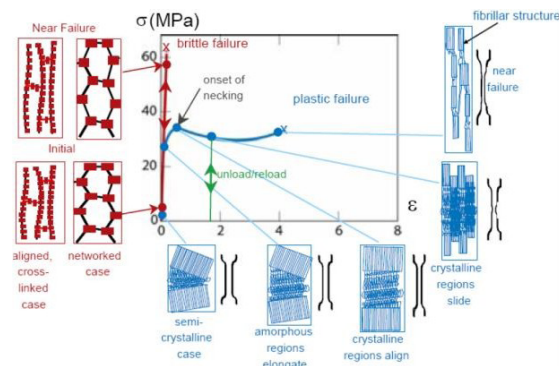 Near Failure
Initial
aligned,
cross-
linked
case
networked
case
σ(MPa)
60
40
20
0
0
2
4
6
8
ε
x
brittle failure
onset of
necking
plastic failure
x
unload/reload
fibrillar structure
near
failure
crystalline
regions
slide
semi-
crystalline
case
amorphous
regions
elongate
crystalline
regions align